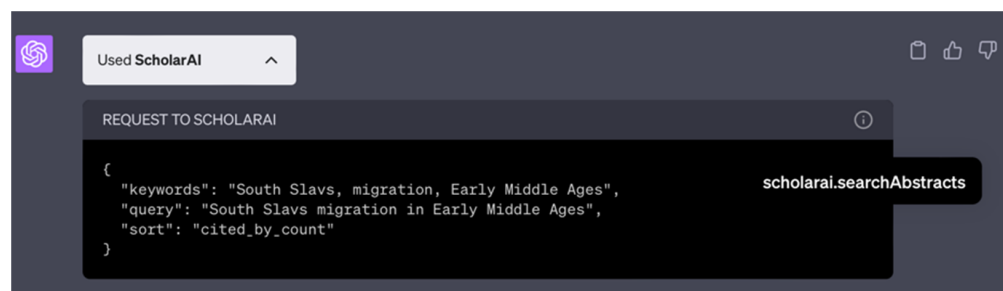 Used ScholarAI
REQUEST TO SCHOLARAI
{
"keywords": "South Slavs, migration, Early Middle Ages",
"query": "South Slavs migration in Early Middle Ages",
"sort": "cited_by_count"
}
scholarai.searchAbstracts